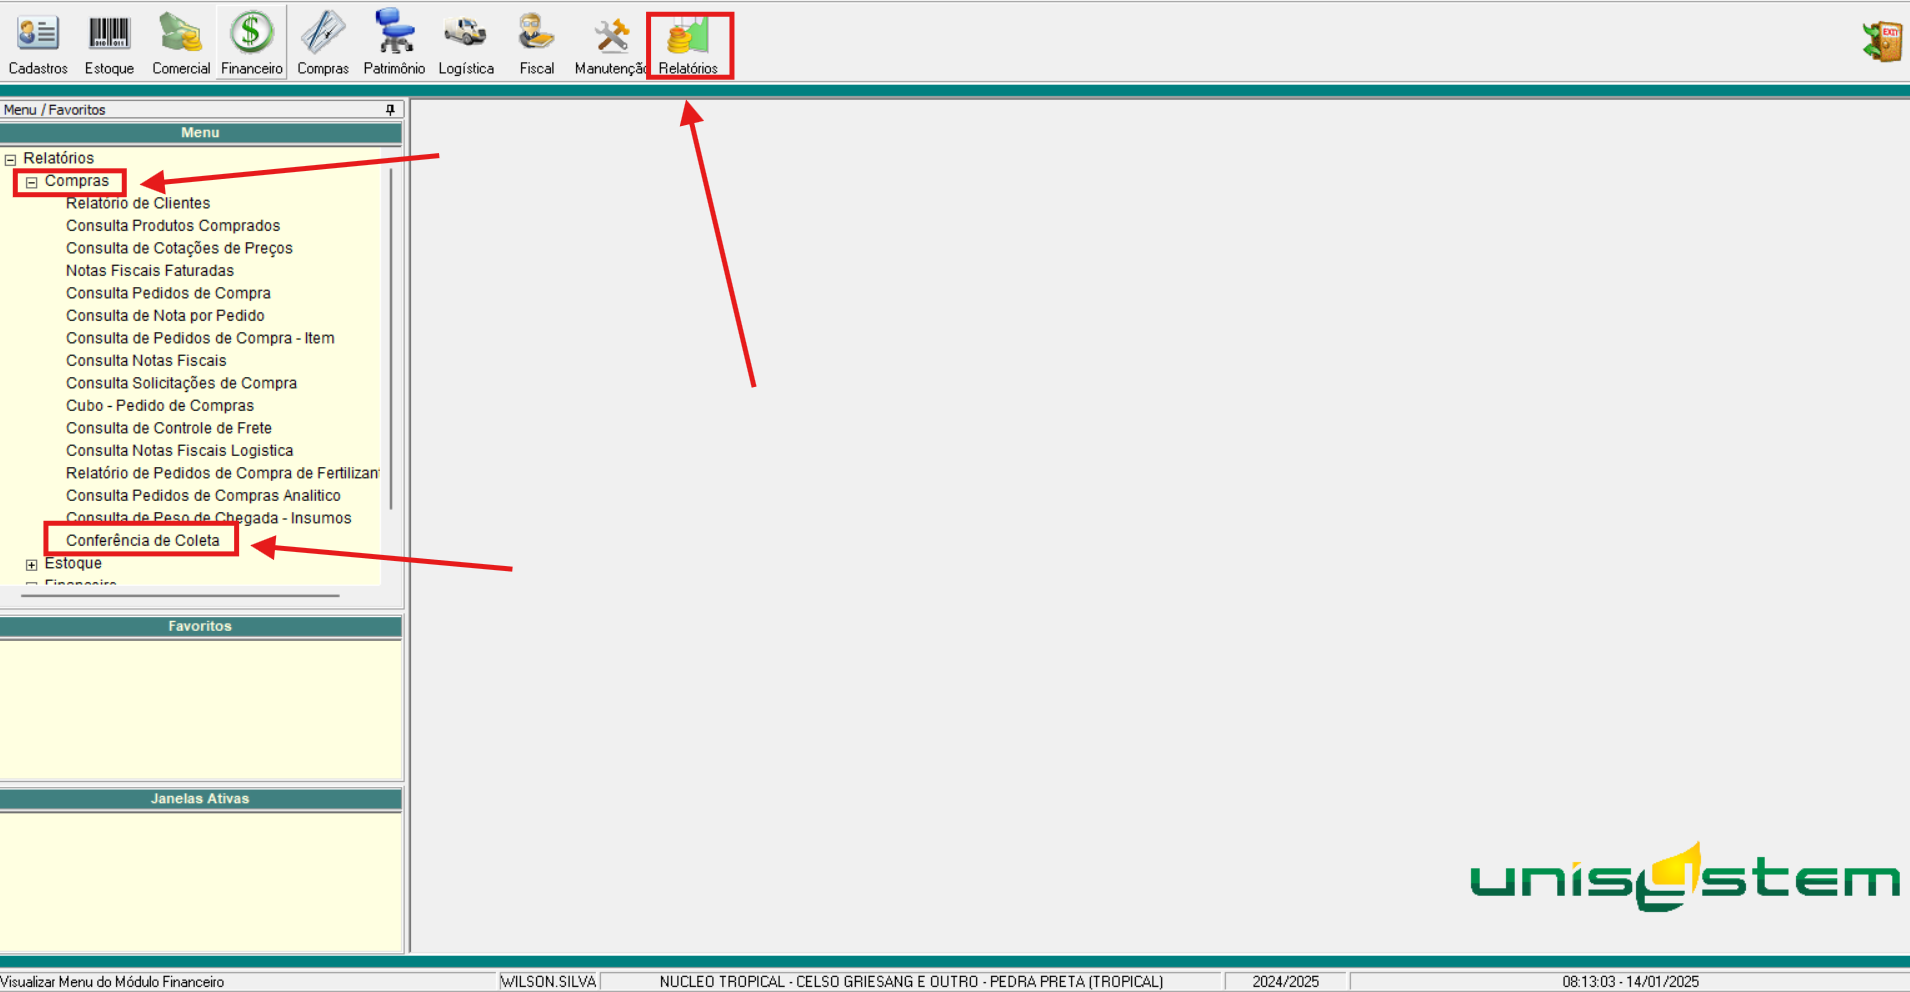 Cadastros Estoque Comercial Financeiro Compras Patrimônio Logística Fiscal Manutenção Relatórios
EXIT
Menu / Favoritos
Menu
Relatórios
Compras
Relatório de Clientes
Consulta Produtos Comprados
Consulta de Cotações de Preços
Notas Fiscais Faturadas
Consulta Pedidos de Compra
Consulta de Nota por Pedido
Consulta de Pedidos de Compra - Item
Consulta Notas Fiscais
Consulta Solicitações de Compra
Cubo - Pedido de Compras
Consulta de Controle de Frete
Consulta Notas Fiscais Logistica
Relatório de Pedidos de Compra de Fertilizan
Consulta Pedidos de Compras Analitico
Consulta de Peso de Chegada - Insumos
Conferência de Coleta
Estoque
Financeiro
Favoritos
Janelas Ativas
unisystem
Visualizar Menu do Módulo Financeiro WILSON.SILVA NUCLEO TROPICAL - CELSO GRIESANG E OUTRO - PEDRA PRETA (TROPICAL) 2024/2025 08:13:03 - 14/01/2025